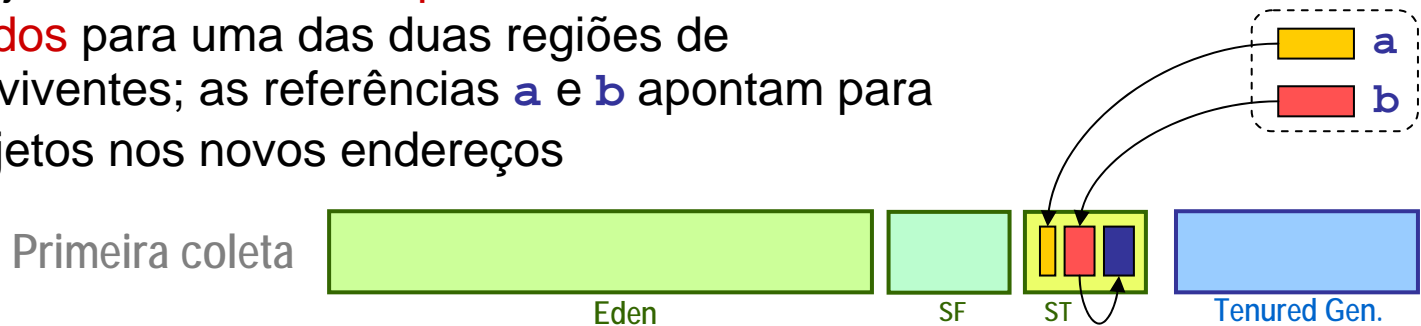 dos para uma das duas regiões de
viventes; as referências a e b apontam para
jetos nos novos endereços
a
b
Primeira coleta
Eden
SF
ST
Tenured Gen.